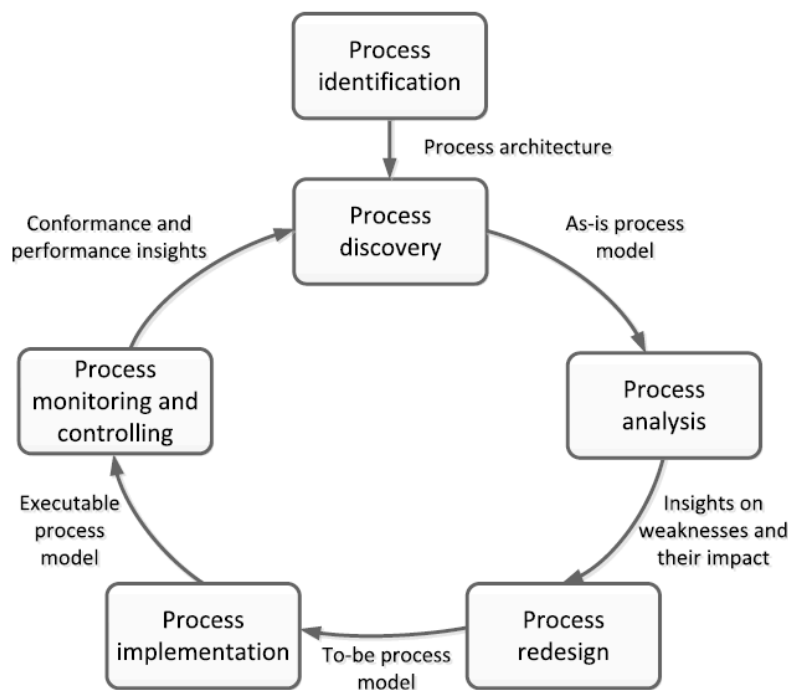 Process
identification
Process architecture
Process
discovery
As-is process
model
Process
analysis
Insights on
weaknesses and
their impact
Process
redesign
To-be process
model
Process
implementation
Executable
process
model
Process
monitoring and
controlling
Conformance and
performance insights